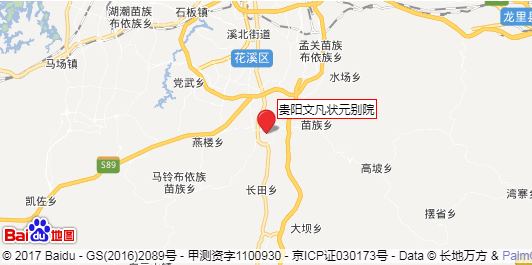 湖潮苗族
布依族乡
石板镇
溪北街道
龙里县
孟关苗族
布依族乡
马场镇
花溪区
水场乡
党武乡
贵阳文凡状元别院
苗族乡
燕楼乡
S89
高坡乡
马铃布依族
苗族乡
长田乡
湾寨乡
凯佐乡
摆省乡
大坝乡
Bai du 地图
© 2017 Baidu - GS(2016)2089号 - 甲测资字1100930 - 京ICP证030173号 - Data © 长地万方 & Palm